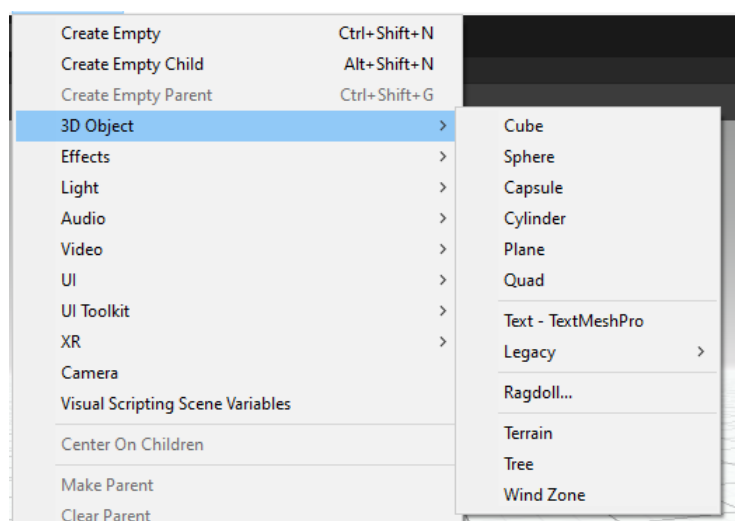 Create Empty Ctrl+Shift+N
Create Empty Child Alt+Shift+N
Create Empty Parent Ctrl+Shift+G
3D Object
Effects
Light
Audio
Video
UI
UI Toolkit
XR
Camera
Visual Scripting Scene Variables
Center On Children
Make Parent
Clear Parent
Cube
Sphere
Capsule
Cylinder
Plane
Quad
Text - TextMeshPro
Legacy
Ragdoll...
Terrain
Tree
Wind Zone